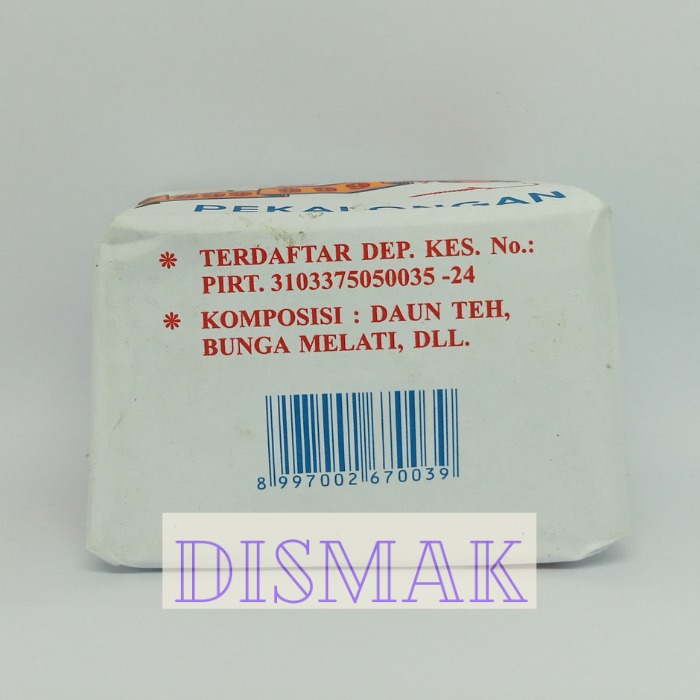 PEKALONGAN
* TERDAFTAR DEP. KES. No.:
PIRT. 3103375050035 -24
* KOMPOSISI : DAUN TEH,
BUNGA MELATI, DLL.
8 997002 670039
DISMAK